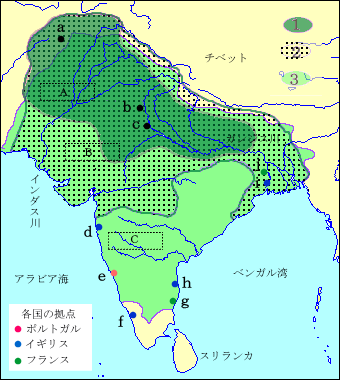 1
2
3
チベット
a
A
b
c
ガ
B
インダス川
d
C
アラビア海
e
ベンガル湾
h
g
f
各国の拠点
ポルトガル
イギリス
フランス
スリランカ